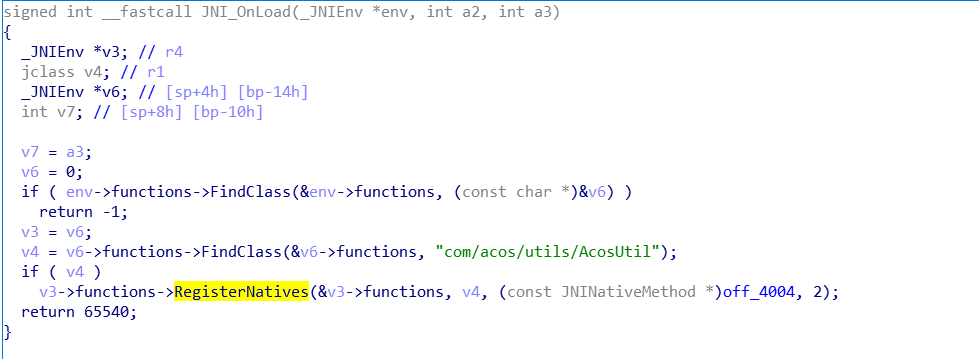 signed int __fastcall JNI_OnLoad(_JNIEnv *env, int a2, int a3)
{
  _JNIEnv *v3; // r4
  jclass v4; // r1
  _JNIEnv *v6; // [sp+4h] [bp-14h]
  int v7; // [sp+8h] [bp-10h]

  v7 = a3;
  v6 = 0;
  if ( env->functions->FindClass(&env->functions, (const char *)&v6) )
    return -1;
  v3 = v6;
  v4 = v6->functions->FindClass(&v6->functions, "com/acos/utils/AcosUtil");
  if ( v4 )
    v3->functions->RegisterNatives(&v3->functions, v4, (const JNINativeMethod *)off_4004, 2);
  return 65540;
}